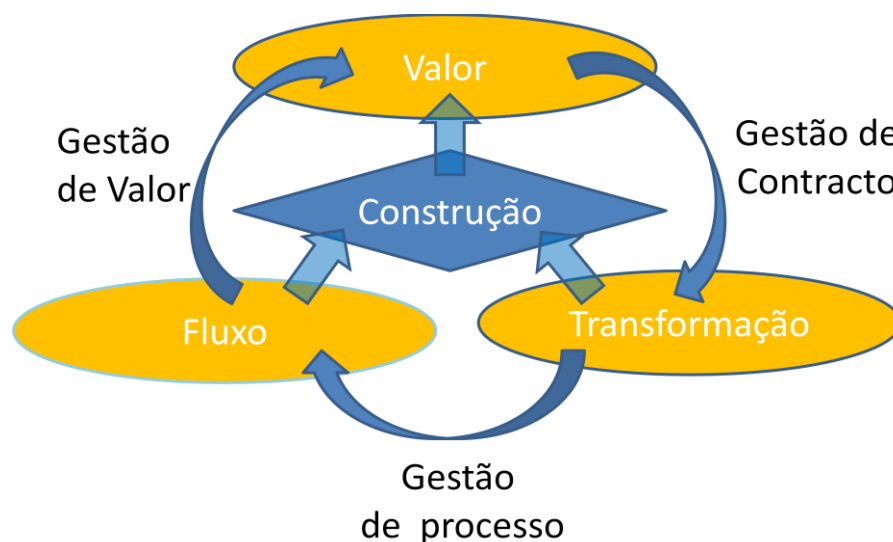 Valor
Gestão
de Valor
Gestão de
Contracto
Construção
Fluxo
Transformação
Gestão
de processo